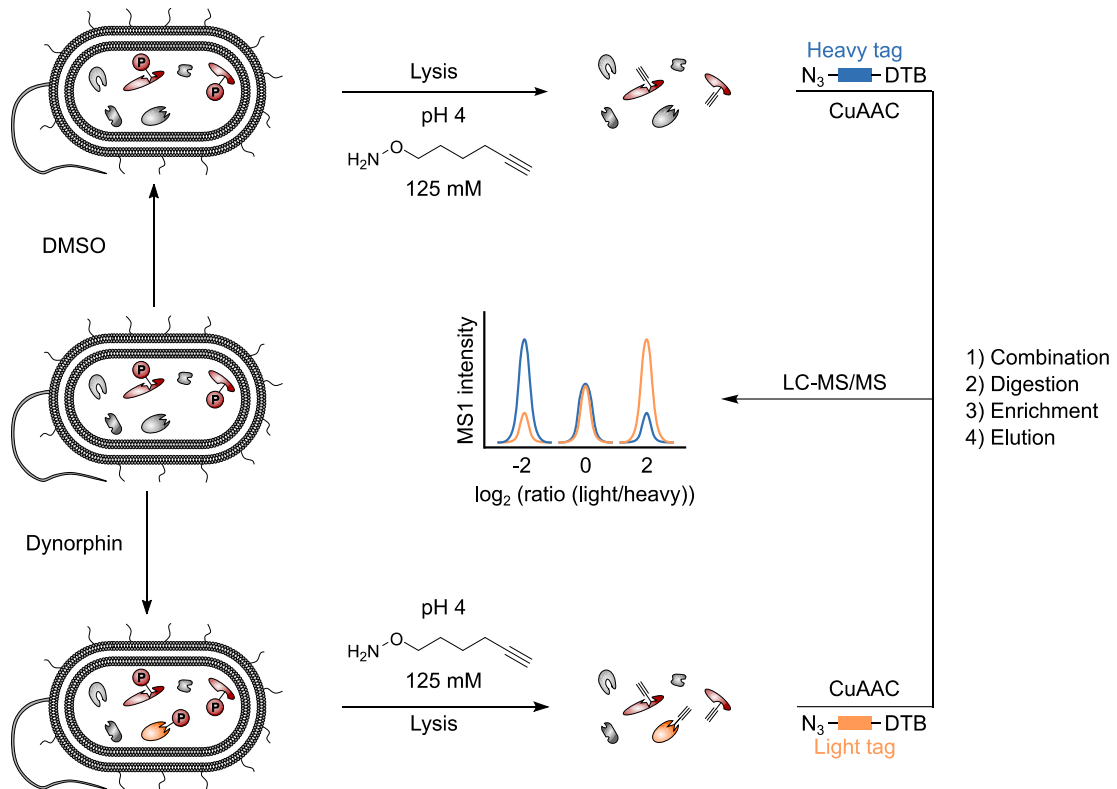 P
P
Lysis
pH 4
H₂N
O
125 mM
Heavy tag
N₃ DTB
CuAAC
DMSO
P
P
MS1 intensity
-2 0 2
log₂ (ratio (light/heavy))
LC-MS/MS
1) Combination
2) Digestion
3) Enrichment
4) Elution
Dynorphin
P
P
P
pH 4
H₂N
O
125 mM
Lysis
CuAAC
N₃ DTB
Light tag